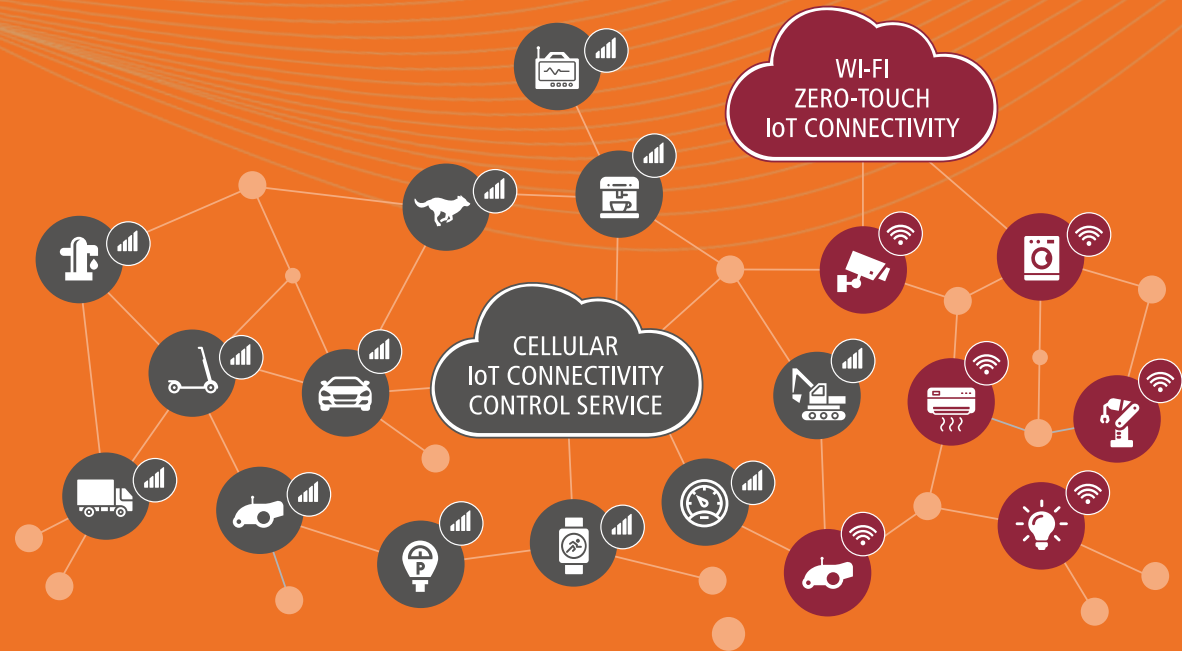 WI-FI
ZERO-TOUCH
IoT CONNECTIVITY
CELLULAR
IoT CONNECTIVITY
CONTROL SERVICE
P